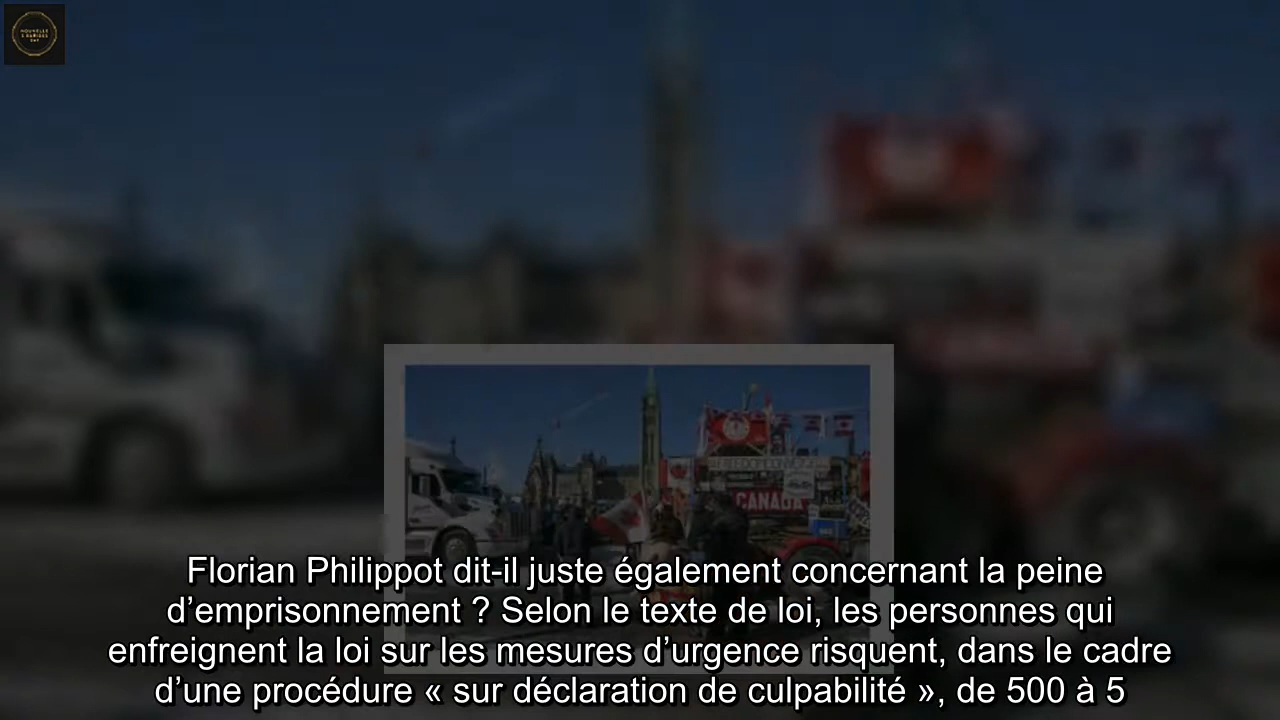 NOUVELLE
CANADA
Florian Philippot dit-il juste également concernant la peine
d’emprisonnement ? Selon le texte de loi, les personnes qui
enfreignent la loi sur les mesures d’urgence risquent, dans le cadre
d’une procédure « sur déclaration de culpabilité », de 500 à 5